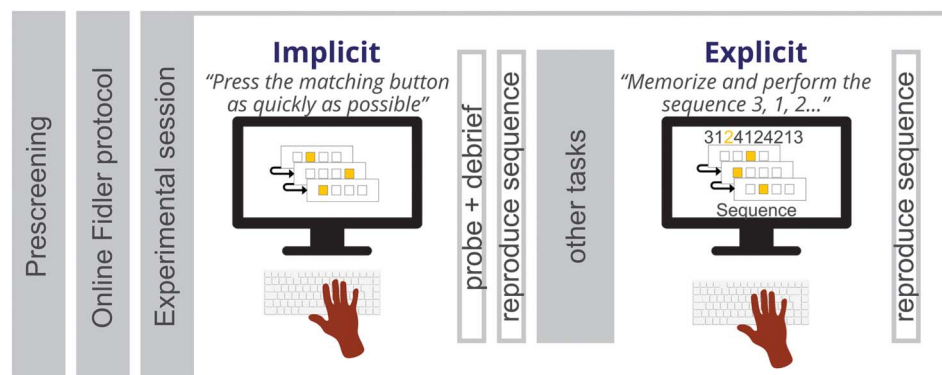 Prescreening
Online Fidler protocol
Experimental session
Implicit
“Press the matching button
as quickly as possible”
probe + debrief
reproduce sequence
other tasks
Explicit
“Memorize and perform the
sequence 3, 1, 2...”
3124124213
Sequence
reproduce sequence